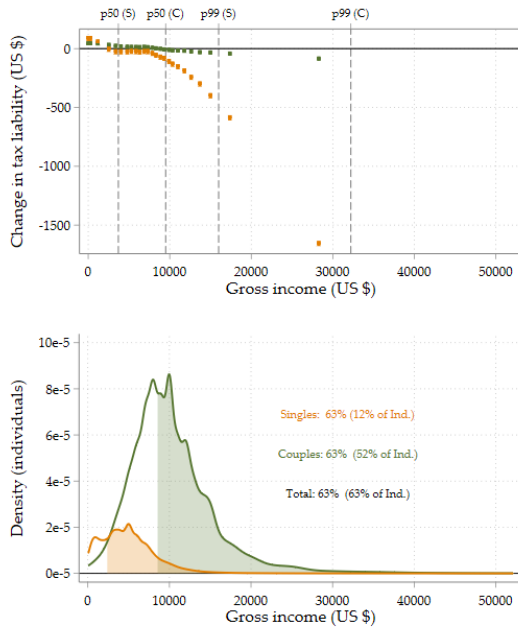 p50 (S) p50 (C) p99 (S) p99 (C)
0
-500
-1000
-1500
Change in tax liability (US $)
0 10000 20000 30000 40000 50000
Gross income (US $)
10e-5
8e-5
6e-5
4e-5
2e-5
0e-5
Density (individuals)
Singles: 63% (12% of Ind.)
Couples: 63% (52% of Ind.)
Total: 63% (63% of Ind.)
0 10000 20000 30000 40000 50000
Gross income (US $)